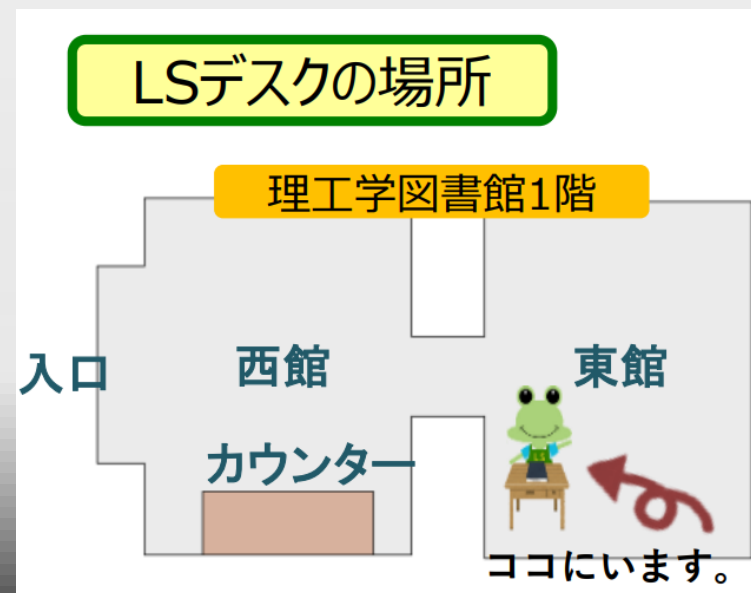 LSデスクの場所
理工学図書館1階
入口
西館
東館
カウンター
LS
ココにいます。